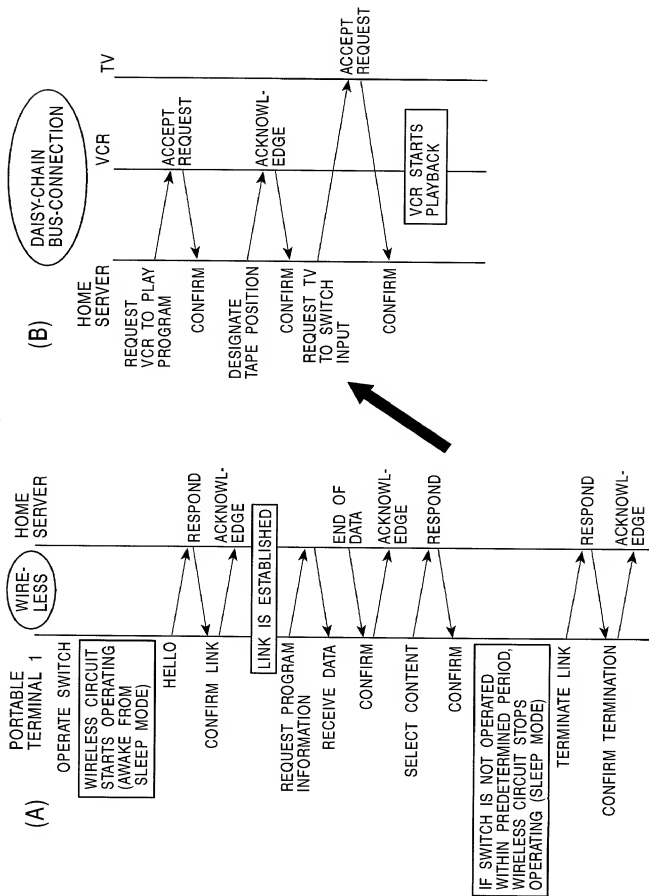 (A)
WIRE-
LESS
PORTABLE
TERMINAL 1
HOME
SERVER
OPERATE SWITCH
WIRELESS CIRCUIT
STARTS OPERATING
(AWAKE FROM
SLEEP MODE)
HELLO
RESPOND
CONFIRM LINK
ACKNOWL-
EDGE
LINK IS ESTABLISHED
REQUEST PROGRAM
INFORMATION
RECEIVE DATA
END OF
DATA
CONFIRM
ACKNOWL-
EDGE
SELECT CONTENT
RESPOND
CONFIRM
IF SWITCH IS NOT OPERATED
WITHIN PREDETERMINED PERIOD,
WIRELESS CIRCUIT STOPS
OPERATING (SLEEP MODE)
TERMINATE LINK
RESPOND
CONFIRM TERMINATION
ACKNOWL-
EDGE
(B)
DAISY-CHAIN
BUS-CONNECTION
HOME
SERVER
VCR
TV
REQUEST
VCR TO PLAY
PROGRAM
ACCEPT
REQUEST
CONFIRM
DESIGNATE
TAPE POSITION
ACKNOWL-
EDGE
CONFIRM
REQUEST TV
TO SWITCH
INPUT
ACCEPT
REQUEST
CONFIRM
VCR STARTS
PLAYBACK